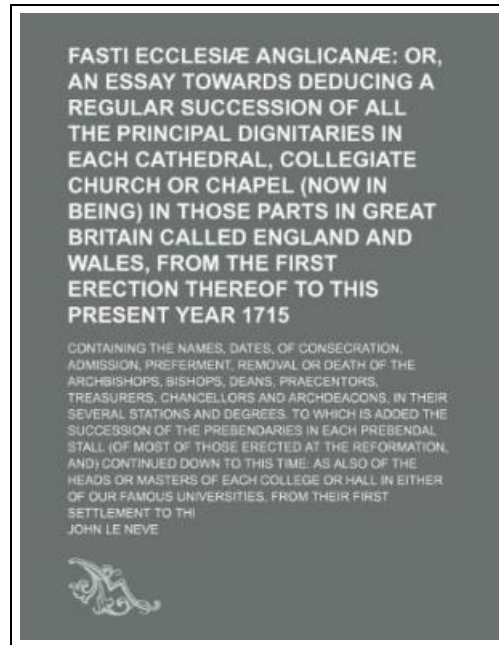 FASTI ECCLESIÆ ANGLICANÆ: OR,
AN ESSAY TOWARDS DEDUCING A
REGULAR SUCCESSION OF ALL
THE PRINCIPAL DIGNITARIES IN
EACH CATHEDRAL, COLLEGIATE
CHURCH OR CHAPEL (NOW IN
BEING) IN THOSE PARTS IN GREAT
BRITAIN CALLED ENGLAND AND
WALES, FROM THE FIRST
ERECTION THEREOF TO THIS
PRESENT YEAR 1715
CONTAINING THE NAMES, DATES, OF CONSECRATION,
ADMISSION, PREFERMENT, REMOVAL OR DEATH OF THE
ARCHBISHOPS, BISHOPS, DEANS, PRAECENTORS,
TREASURERS, CHANCELLORS AND ARCHDEACONS, IN THEIR
SEVERAL STATIONS AND DEGREES. TO WHICH IS ADDED THE
SUCCESSION OF THE PREBENDARIES IN EACH PREBENDAL
STALL (OF MOST OF THOSE ERECTED AT THE REFORMATION,
AND) CONTINUED DOWN TO THIS TIME: AS ALSO OF THE
HEADS OR MASTERS OF EACH COLLEGE OR HALL IN EITHER
OF OUR FAMOUS UNIVERSITIES, FROM THEIR FIRST
SETTLEMENT TO THI
JOHN LE NEVE